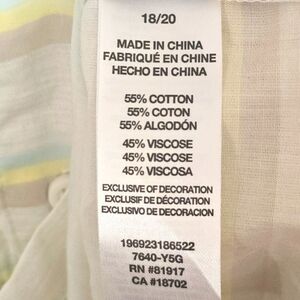 18/20
MADE IN CHINA
FABRIQUÉ EN CHINE
HECHO EN CHINA
55% COTTON
55% COTON
55% ALGODÓN
45% VISCOSE
45% VISCOSE
45% VISCOSA
EXCLUSIVE OF DECORATION
EXCLUSIF DE DÉCORATION
EXCLUSIVO DE DECORACION
196923186522
7640-Y5G
RN #81917
CA #18702